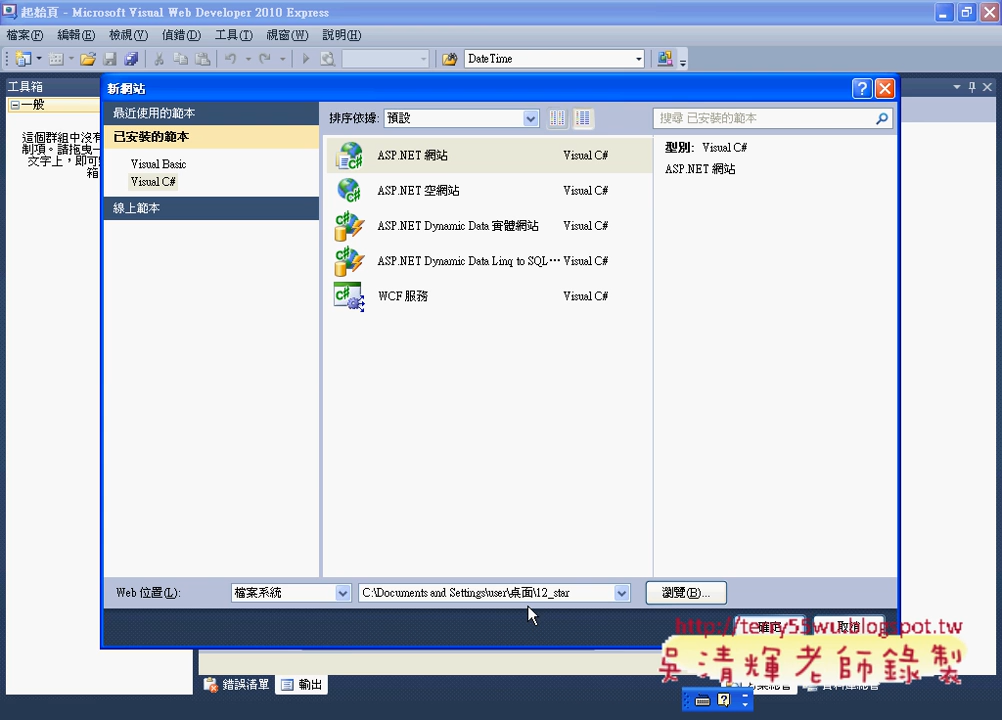 起始頁 - Microsoft Visual Web Developer 2010 Express
檔案(F) 編輯(E) 檢視(V) 偵錯(D) 工具(T) 視窗(W) 說明(H)
DateTime
工具箱
一般
這個群組中沒有
制項。請拖曳一
文字上，即可
箱
新網站
最近使用的範本
已安裝的範本
Visual Basic
Visual C#
線上範本
排序依據: 預設
ASP.NET 網站 Visual C#
ASP.NET 空網站 Visual C#
ASP.NET Dynamic Data 實體網站 Visual C#
ASP.NET Dynamic Data Linq to SQL... Visual C#
WCF 服務 Visual C#
搜尋 已安裝的範本
型別: Visual C#
ASP.NET 網站
Web 位置(L): 檔案系統 C:\Documents and Settings\user\桌面\12_star 瀏覽(B)...
確定 取消
http://terry55wu.blogspot.tw
吳清輝老師錄製
錯誤清單 輸出